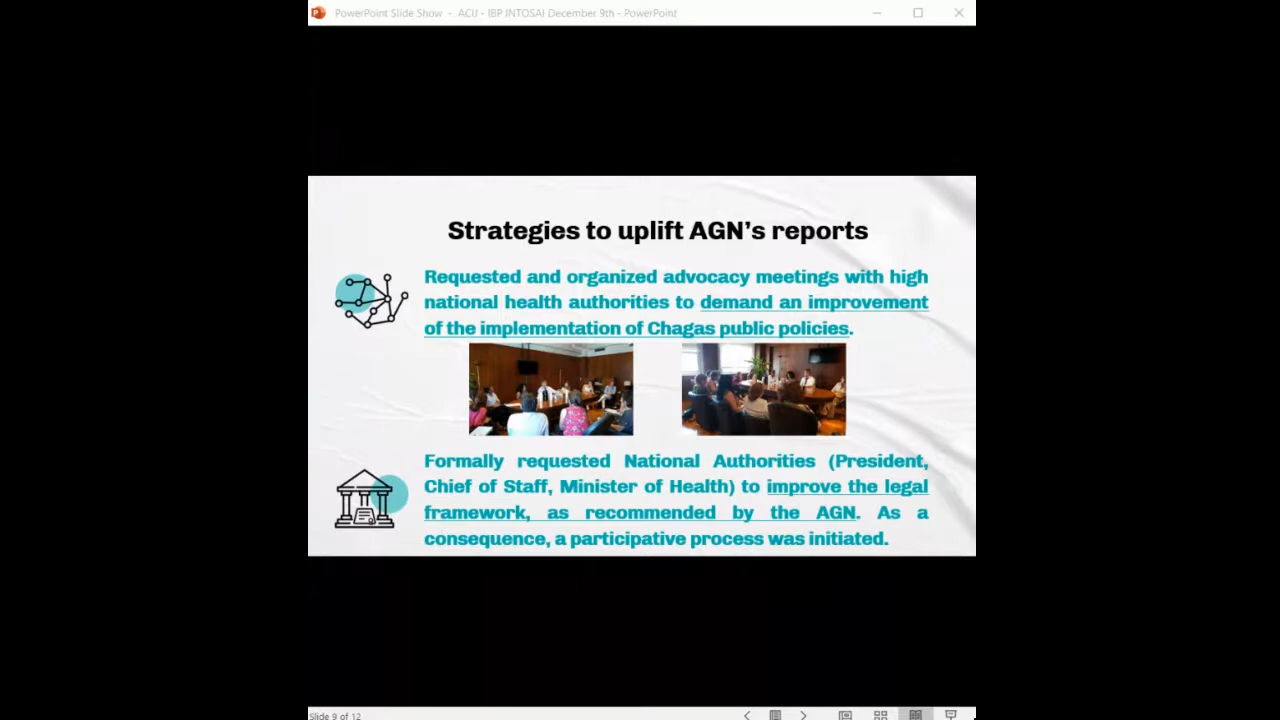 PowerPoint Slide Show - ACIJ - IBP INTOSAI December 9th - PowerPoint
Strategies to uplift AGN's reports
Requested and organized advocacy meetings with high
national health authorities to demand an improvement
of the implementation of Chagas public policies.
Formally requested National Authorities (President,
Chief of Staff, Minister of Health) to improve the legal
framework, as recommended by the AGN. As a
consequence, a participative process was initiated.
Slide 9 of 12